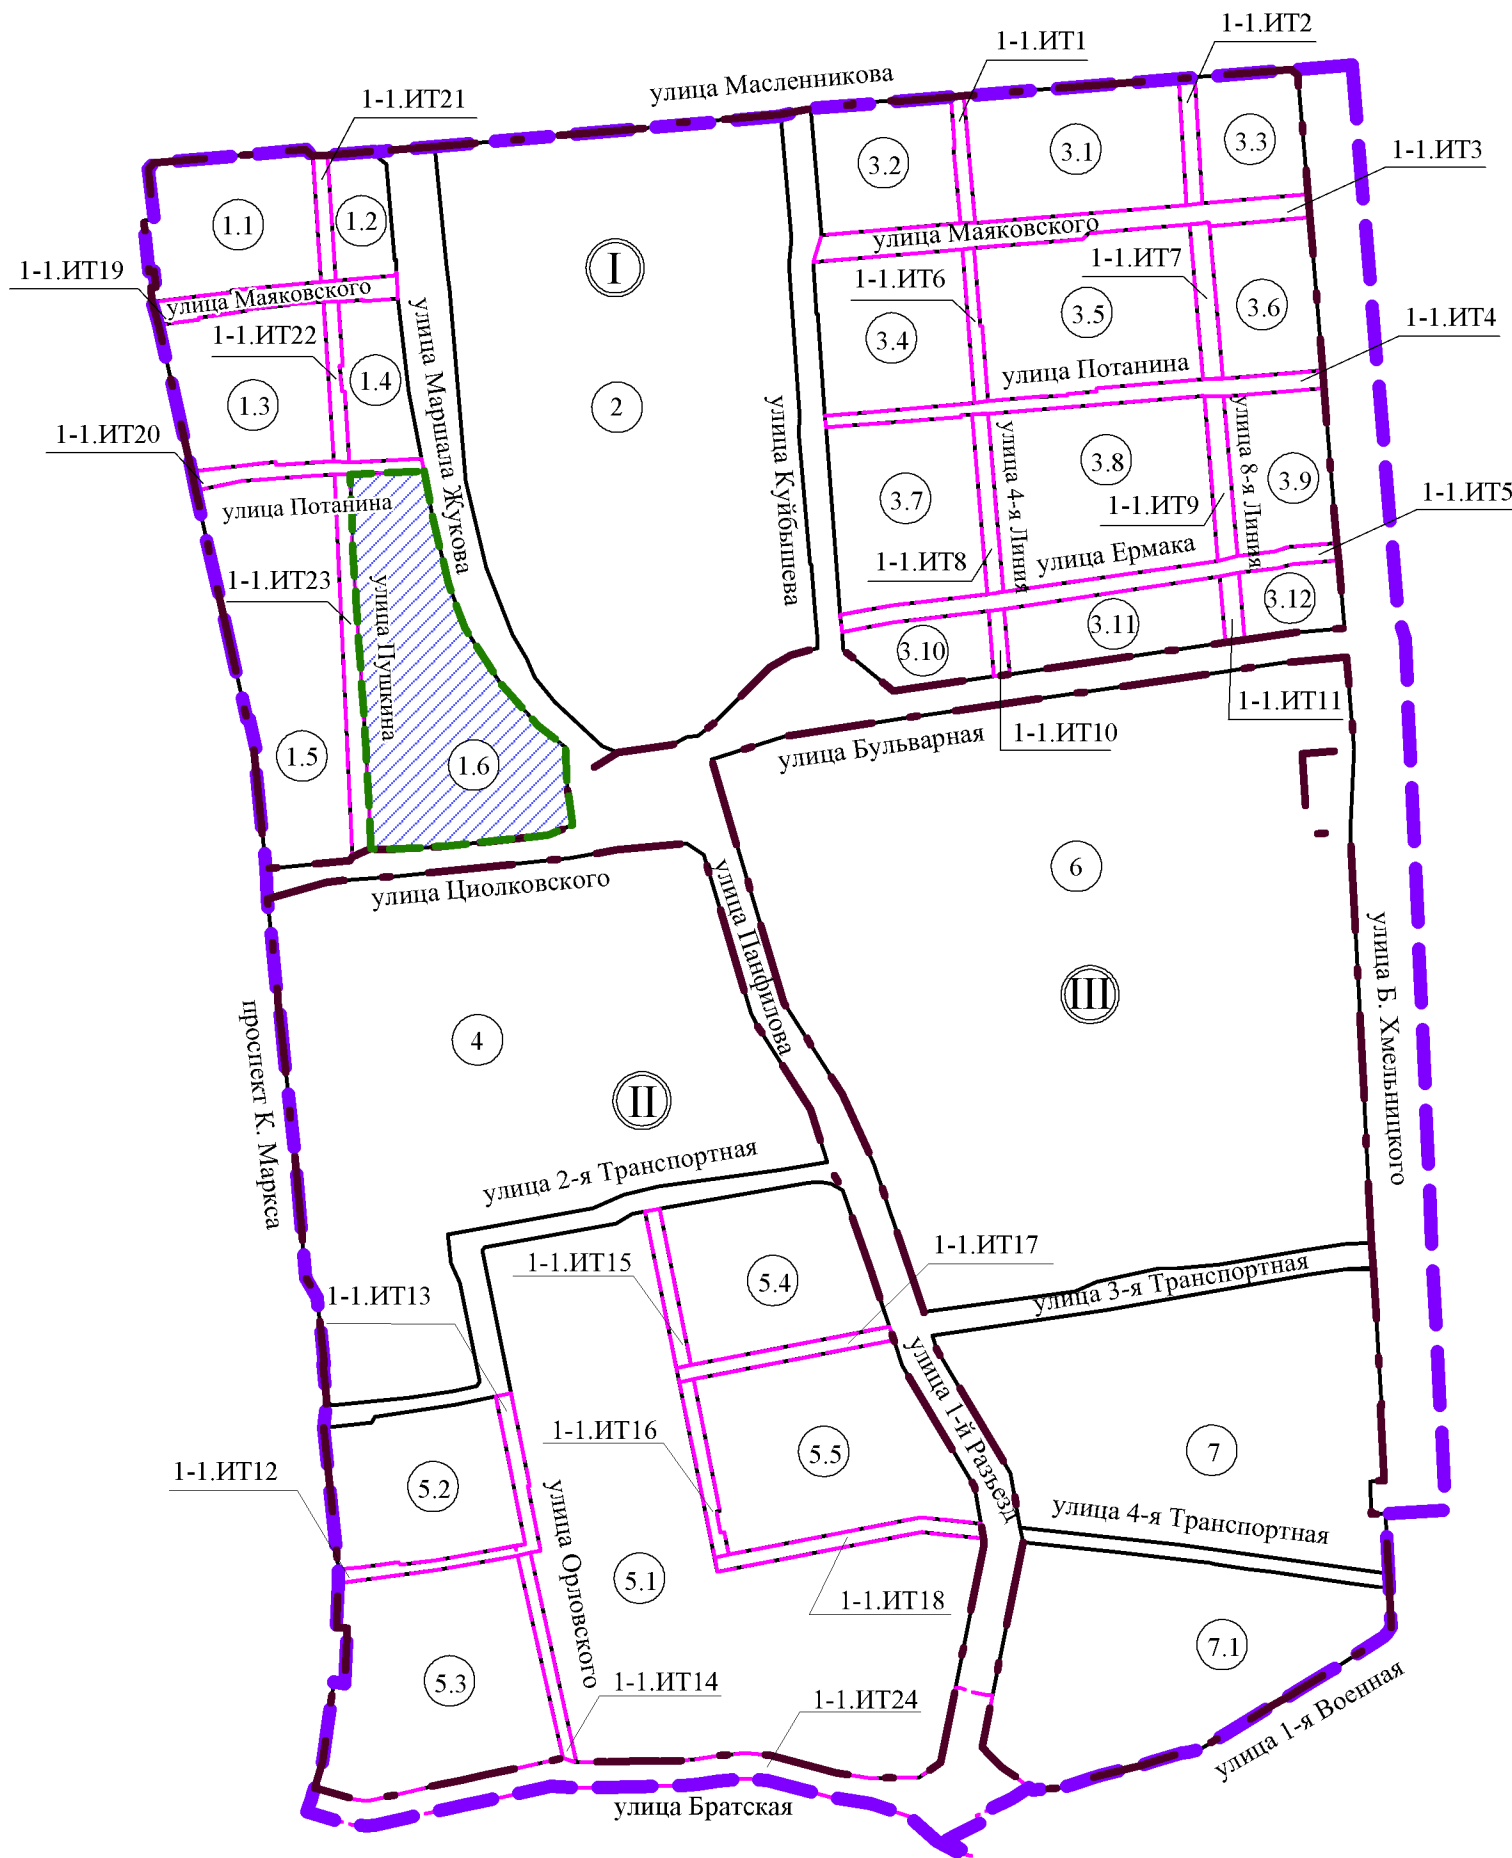 1-1.ИТ2
1-1.ИТ1
улица Масленникова
1-1.ИТ21
3.3
3.1
3.2
1-1.ИТ3
1.1
1.2
улица Маяковского
I
1-1.ИТ19
1-1.ИТ7
1-1.ИТ6
улица Маяковского
3.6
3.5
1-1.ИТ4
1-1.ИТ22
3.4
улица Потанина
1.4
1.3
2
улица Маршала Жукова
улица Куйбышева
1-1.ИТ20
3.8
улица 4-я Линия
улица 8-я Линия
3.9
1-1.ИТ5
3.7
1-1.ИТ9
улица Потанина
1-1.ИТ8
улица Ермака
1-1.ИТ23
3.12
3.11
3.10
улица Пушкина
1-1.ИТ11
1-1.ИТ10
улица Бульварная
1.5
1.6
6
улица Циолковского
улица Панфилова
III
улица Б. Хмельницкого
проспект К. Маркса
4
II
улица 2-я Транспортная
1-1.ИТ17
1-1.ИТ15
5.4
улица 3-я Транспортная
1-1.ИТ13
улица 1-й Разъезд
1-1.ИТ16
5.5
7
1-1.ИТ12
5.2
улица 4-я Транспортная
улица Орловского
5.1
1-1.ИТ18
7.1
5.3
1-1.ИТ14
1-1.ИТ24
улица 1-я Военная
улица Братская